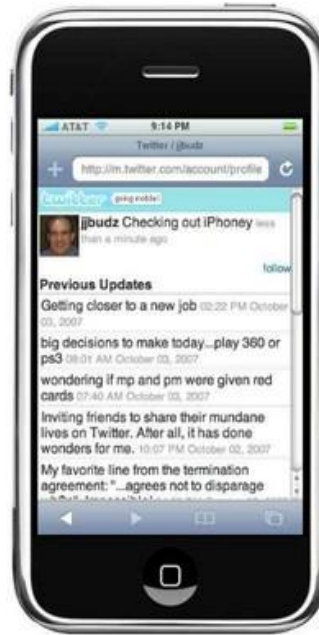 AT&T 9:14 PM
Twitter / jjbudz
http://m.twitter.com/account/profile
twitter going mobile!
jjbudz Checking out iPhoney less
than a minute ago
follow
Previous Updates
Getting closer to a new job 02:22 PM October
03, 2007
big decisions to make today...play 360 or
ps3 08:01 AM October 03, 2007
wondering if mp and pm were given red
cards 07:40 AM October 03, 2007
Inviting friends to share their mundane
lives on Twitter. After all, it has done
wonders for me. 10:07 PM October 02, 2007
My favorite line from the termination
agreement: "...agrees not to disparage